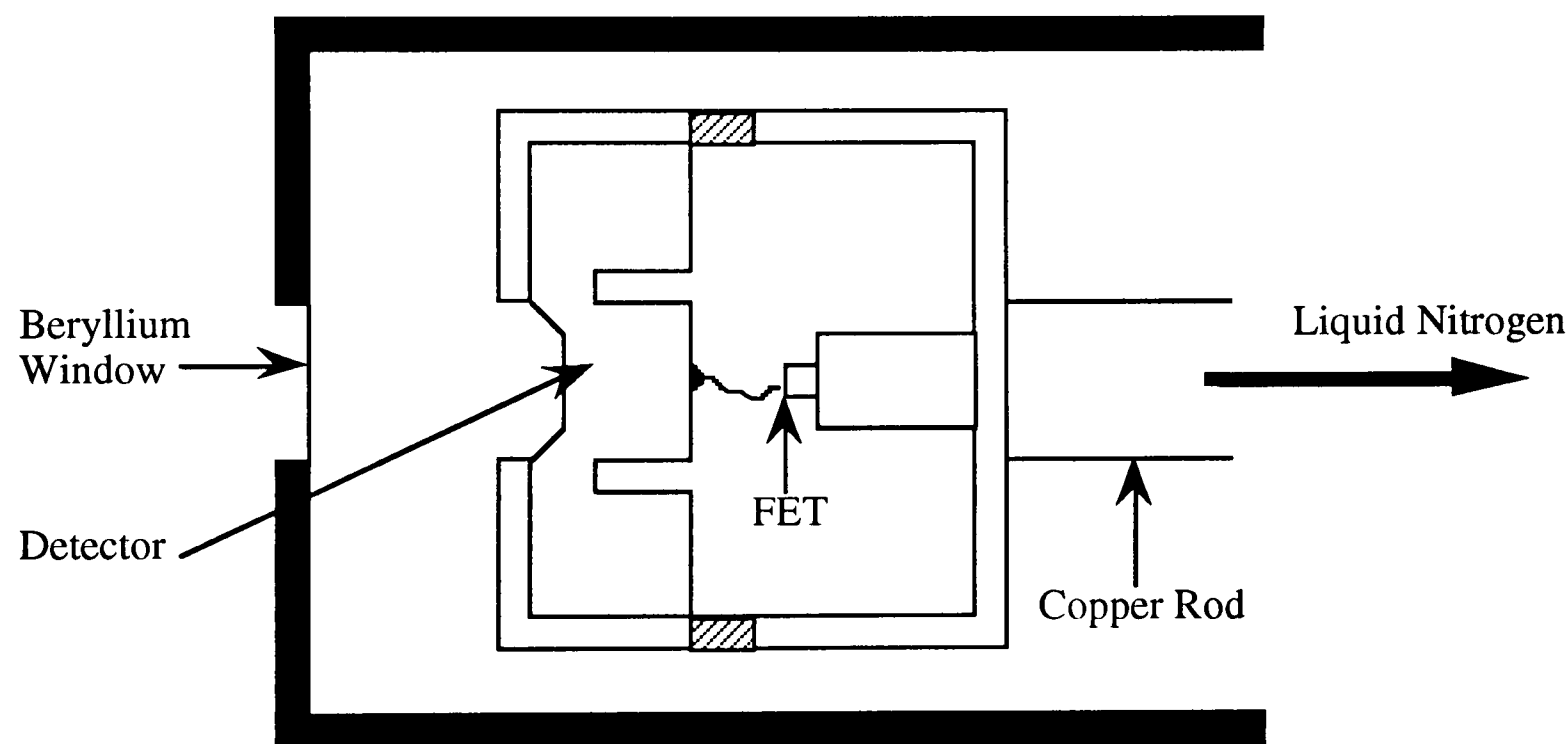 Beryllium
Window
Detector
FET
Copper Rod
Liquid Nitrogen